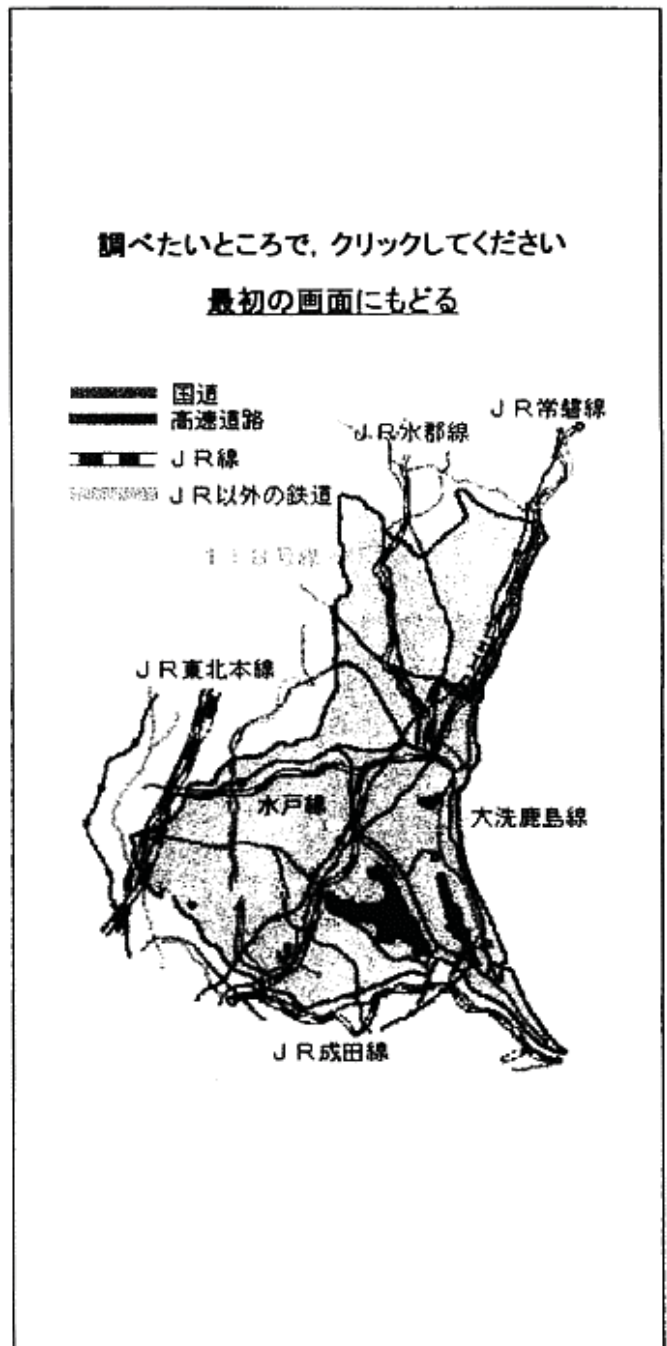 調べたいところで，クリックしてください
最初の画面にもどる
国道
高速道路
ＪＲ線
ＪＲ以外の鉄道
ＪＲ常磐線
ＪＲ水郡線
ＪＲ東北本線
水戸線
大洗鹿島線
ＪＲ成田線